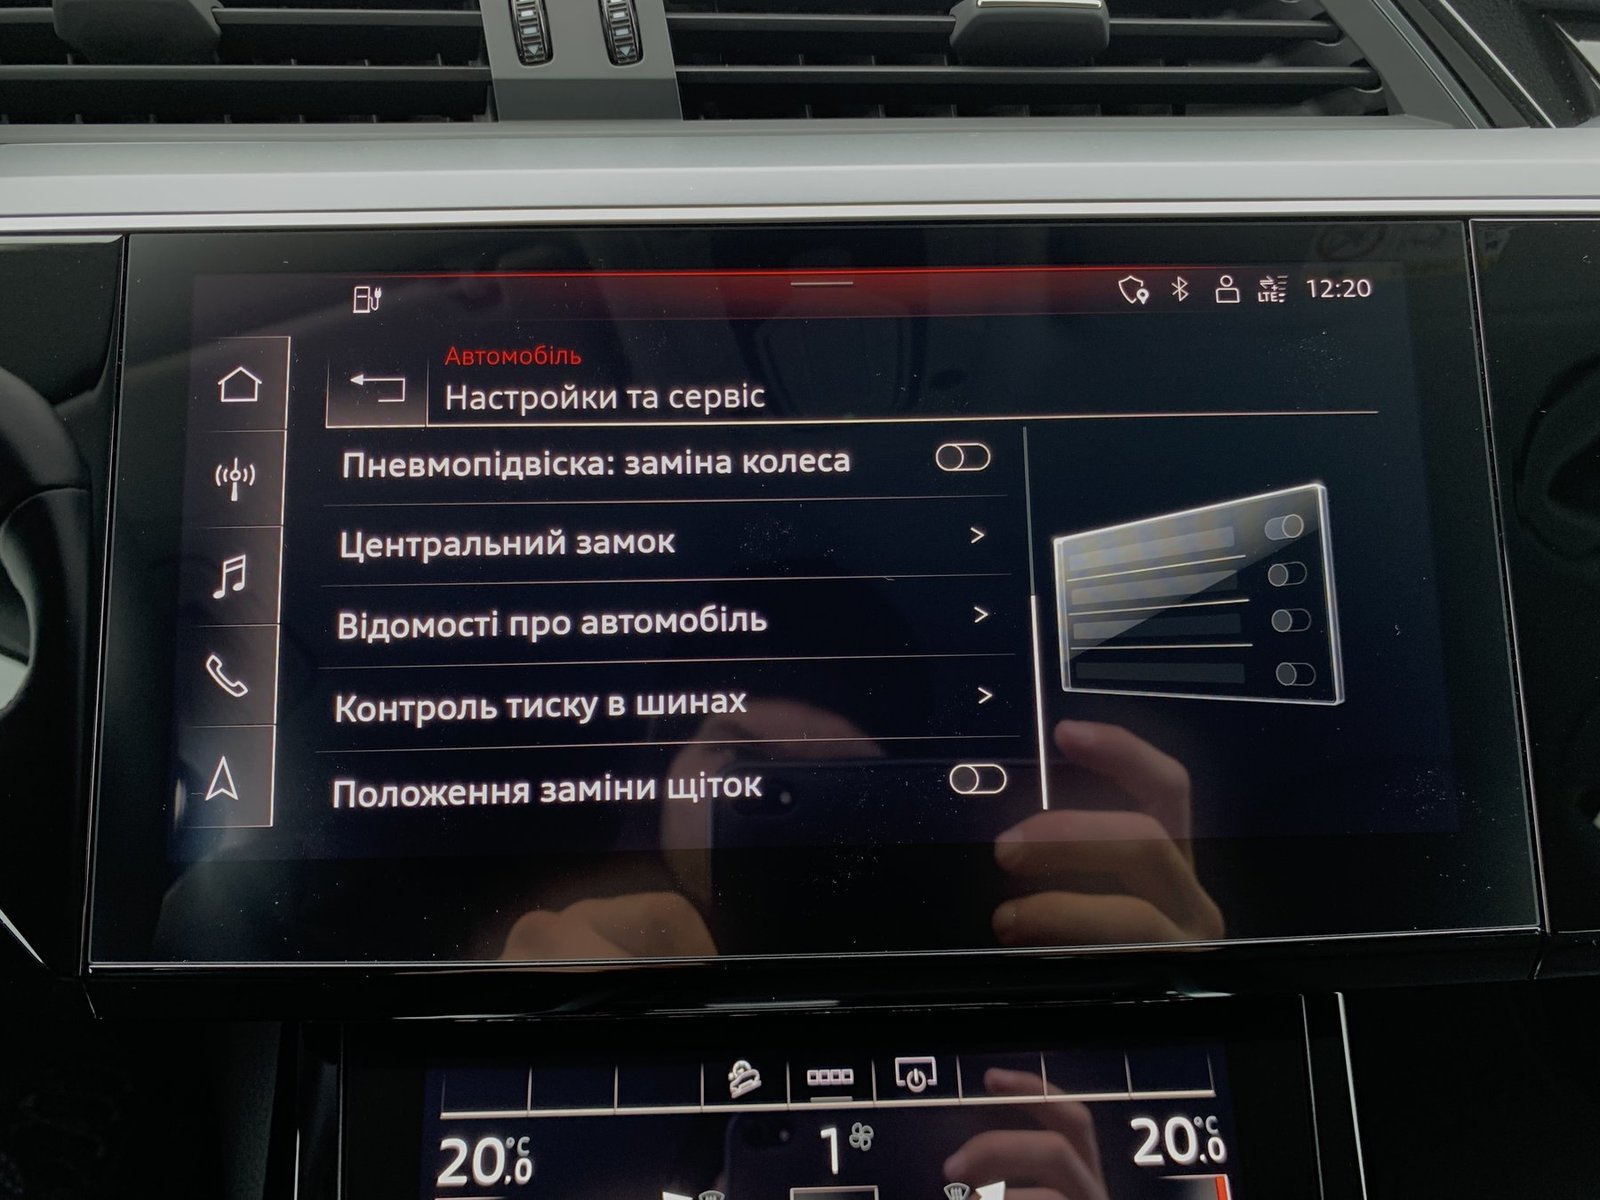 LTE 12:20
Автомобіль
Настройки та сервіс
Пневмопідвіска: заміна колеса
Центральний замок
Відомості про автомобіль
Контроль тиску в шинах
Положення заміни щіток
20.0 °C 1 20.0 °C